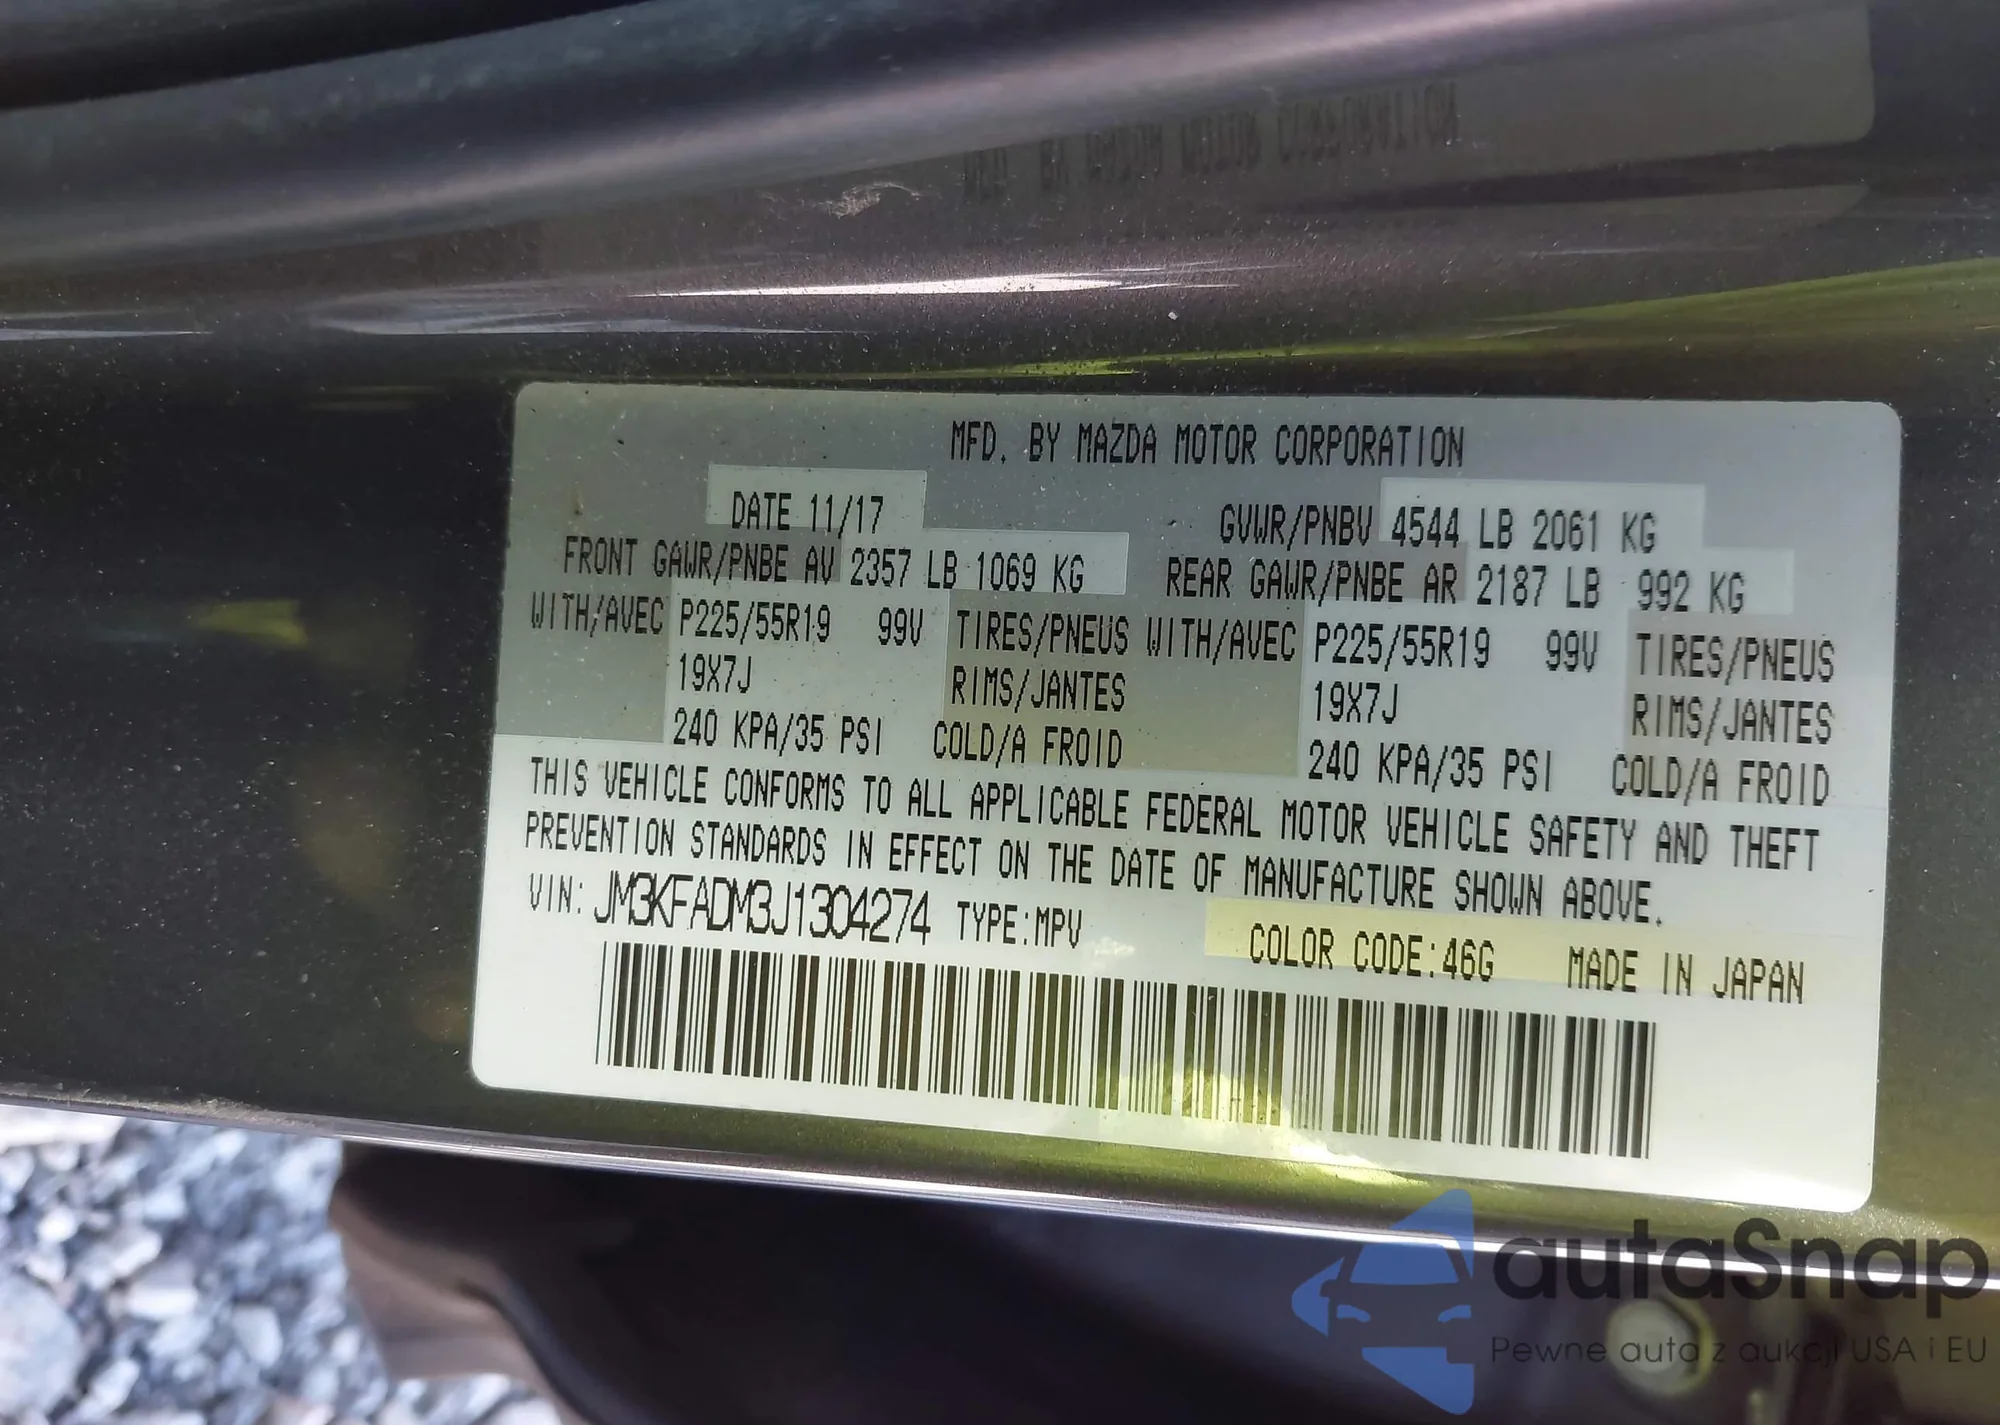 MFD. BY MAZDA MOTOR CORPORATION
DATE 11/17 GVWR/PNBV 4544 LB 2061 KG
FRONT GAWR/PNBE AV 2357 LB 1069 KG REAR GAWR/PNBE AR 2187 LB 992 KG
WITH/AVEC P225/55R19 99V TIRES/PNEUS WITH/AVEC P225/55R19 99V TIRES/PNEUS
19X7J RIMS/JANTES 19X7J RIMS/JANTES
240 KPA/35 PSI COLD/A FROID 240 KPA/35 PSI COLD/A FROID
THIS VEHICLE CONFORMS TO ALL APPLICABLE FEDERAL MOTOR VEHICLE SAFETY AND THEFT
PREVENTION STANDARDS IN EFFECT ON THE DATE OF MANUFACTURE SHOWN ABOVE.
VIN: JM3KFADM3J1304274 TYPE:MPV COLOR CODE:46G MADE IN JAPAN
autaSnap
Pewne auta z aukcji USA i EU